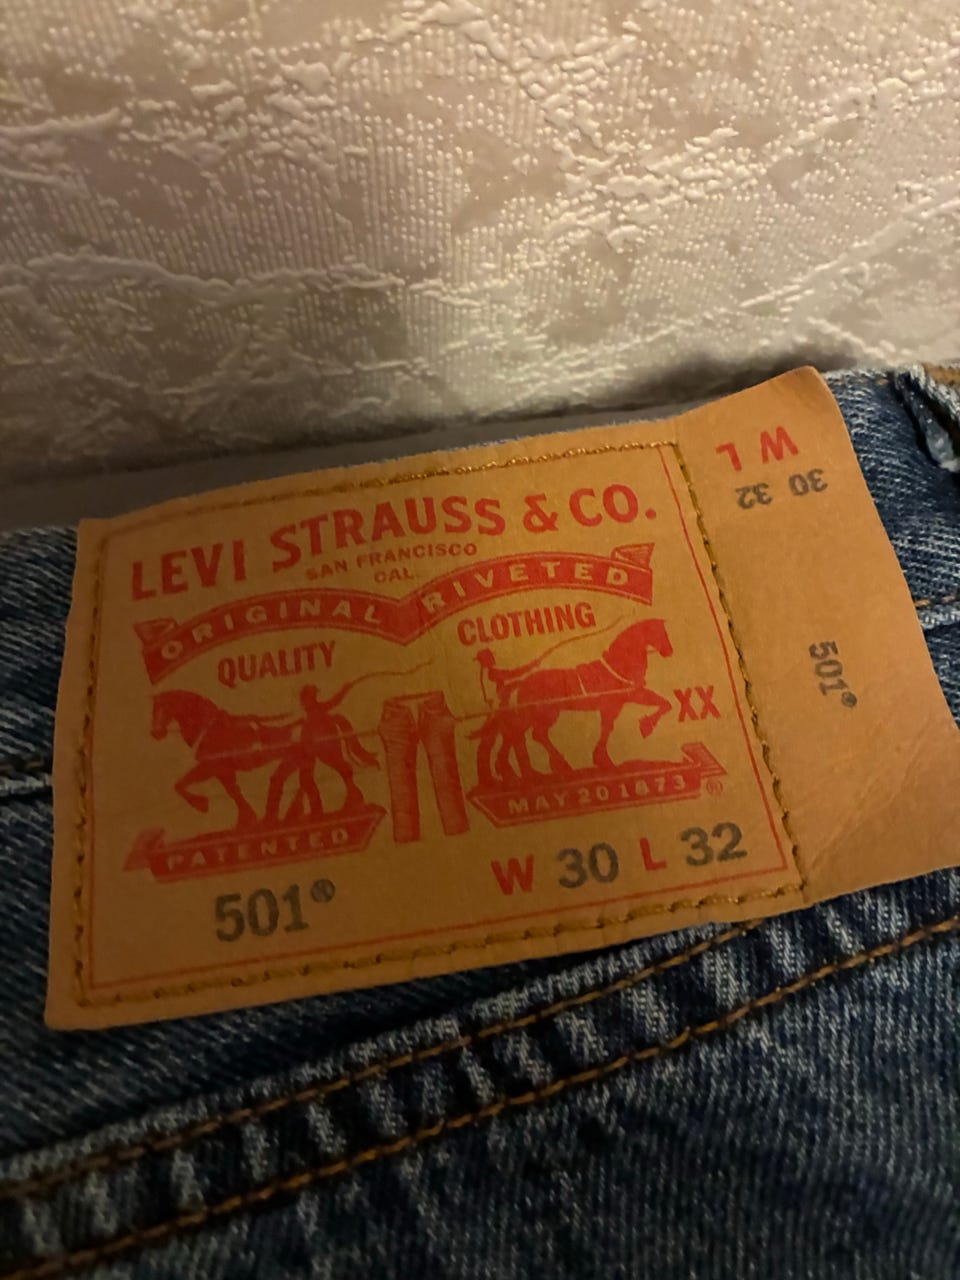 LEVI STRAUSS & CO.
SAN FRANCISCO
CAL.
ORIGINAL RIVETED
QUALITY CLOTHING
XX
PATENTED
MAY 20 1873 ®
501® W 30 L 32
W L
30 32
501®